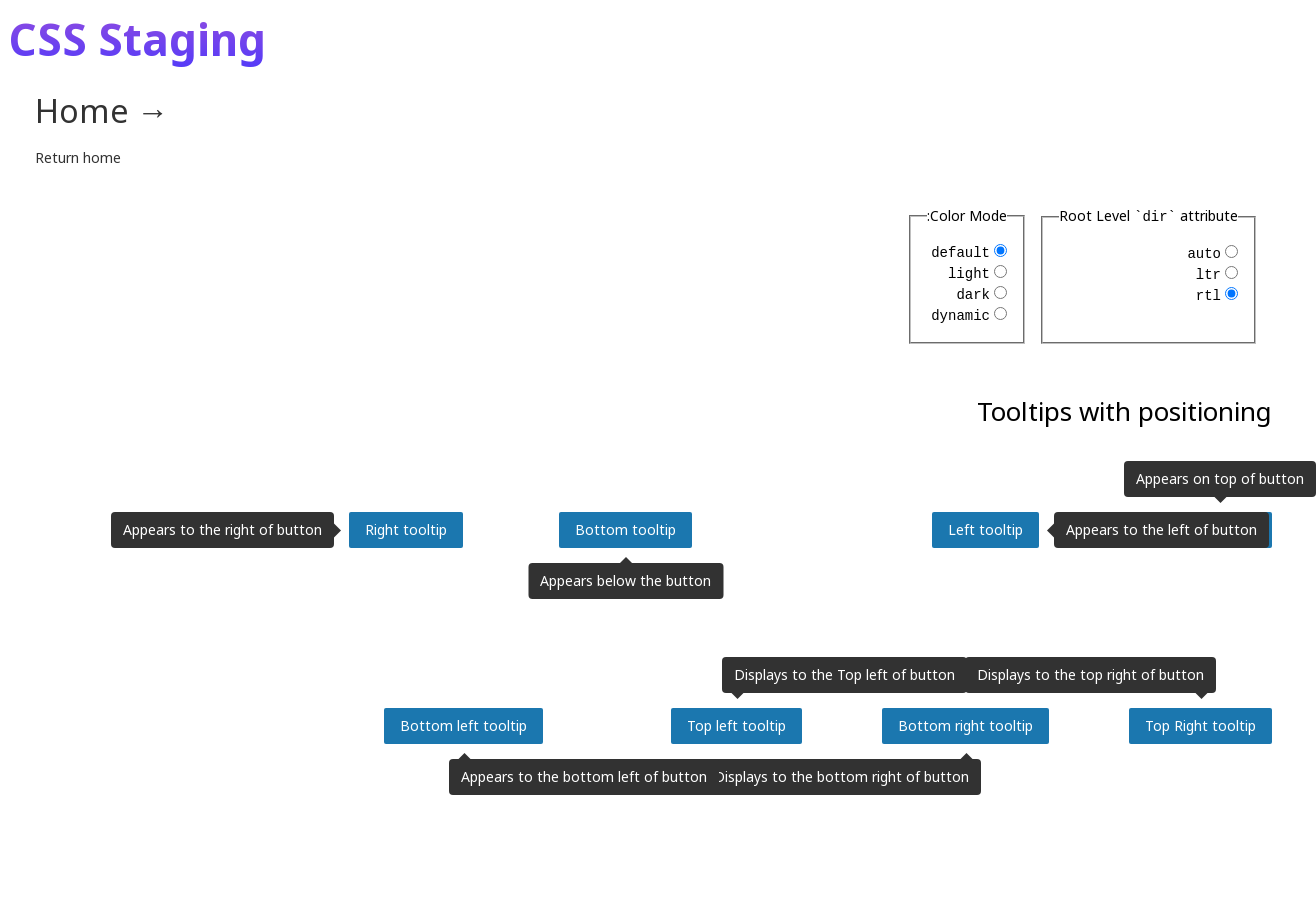 CSS Staging
Home →
Return home
:Color Mode
default
light
dark
dynamic
Root Level `dir` attribute
auto
ltr
rtl
Tooltips with positioning
Appears on top of button
Appears to the right of button
Right tooltip
Bottom tooltip
Left tooltip
Appears to the left of button
Appears below the button
Displays to the Top left of button
Displays to the top right of button
Bottom left tooltip
Top left tooltip
Bottom right tooltip
Top Right tooltip
Appears to the bottom left of button
Displays to the bottom right of button